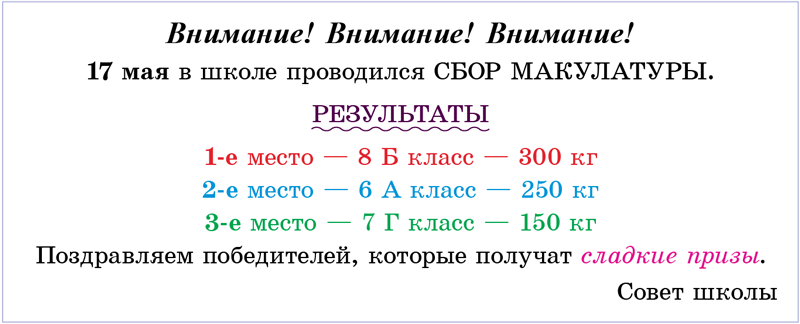 Внимание! Внимание! Внимание!
17 мая в школе проводился СБОР МАКУЛАТУРЫ.
РЕЗУЛЬТАТЫ
1-е место — 8 Б класс — 300 кг
2-е место — 6 А класс — 250 кг
3-е место — 7 Г класс — 150 кг
Поздравляем победителей, которые получат сладкие призы.
Совет школы